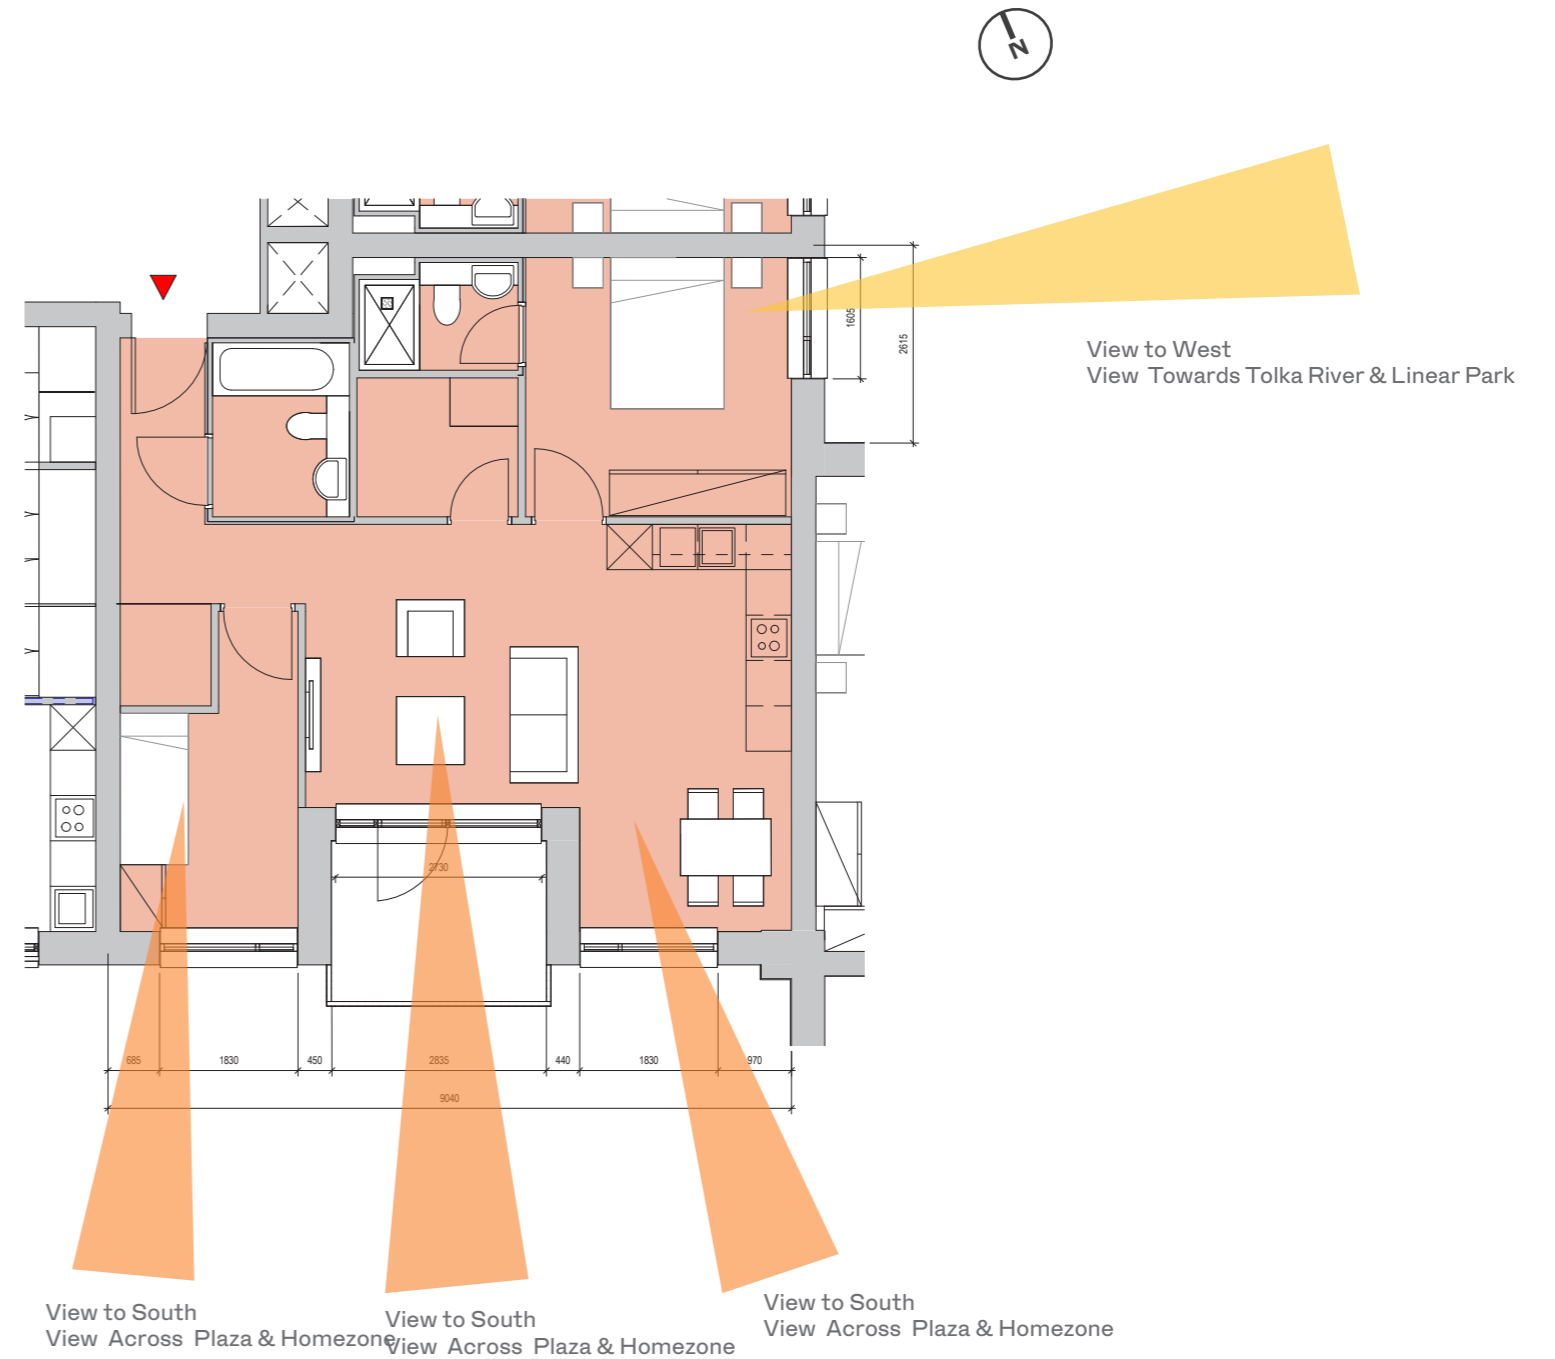 N
1605
2615
View to West
View Towards Tolka River & Linear Park
2730
685
1830
450
2835
440
1830
970
9040
View to South
View Across Plaza & Homezone
View to South
View Across Plaza & Homezone
View to South
View Across Plaza & Homezone